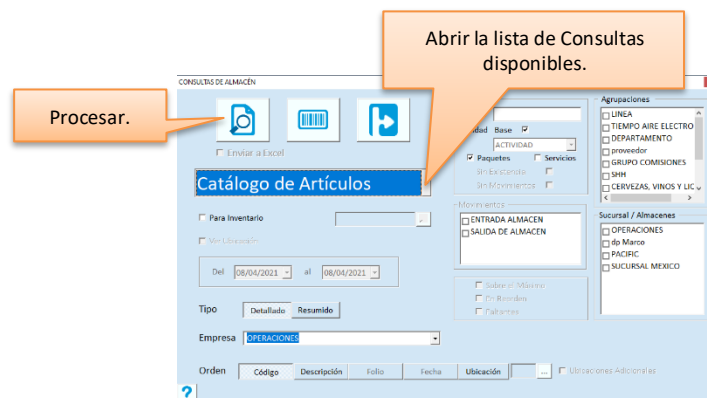 Abrir la lista de Consultas
disponibles.
Procesar.
CONSULTAS DE ALMACÉN
Enviar a Excel
Catálogo de Artículos
Para Inventario
Ver Ubicación
Del 08/04/2021 al 08/04/2021
Tipo Detallado Resumido
Empresa OPERACIONES
Orden Código Descripción Folio Fecha Ubicación ... Ubicaciones Adicionales
Base
ACTIVIDAD
Paquetes Servicios
Sin Existencia
Sin Movimientos
Movimientos
ENTRADA ALMACEN
SALIDA DE ALMACEN
Sobre el Máximo
En Reorden
Faltantes
Agrupaciones
LINEA
TIEMPO AIRE ELECTRO
DEPARTAMENTO
proveedor
GRUPO COMISIONES
SHH
CERVEZAS, VINOS Y LIC
Sucursal / Almacenes
OPERACIONES
dp Marco
PACIFIC
SUCURSAL MEXICO
?